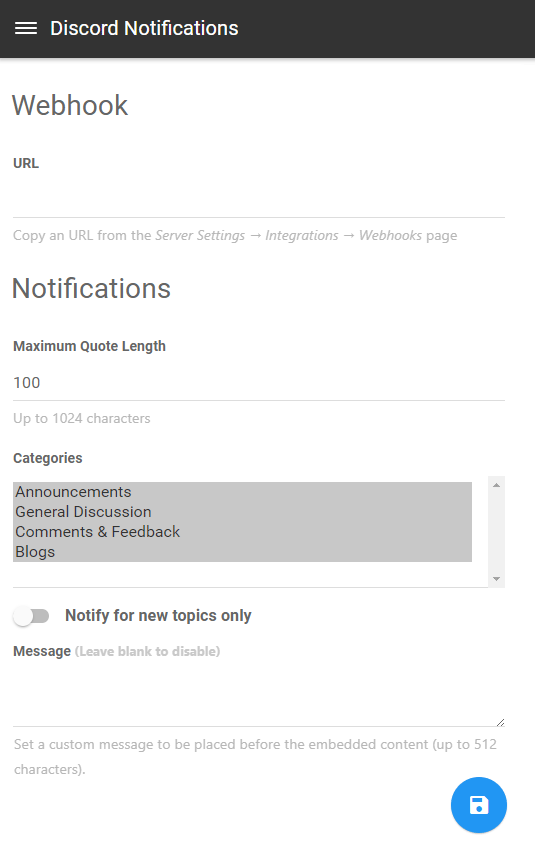 Discord Notifications
Webhook
URL
Copy an URL from the Server Settings → Integrations → Webhooks page
Notifications
Maximum Quote Length
100
Up to 1024 characters
Categories
Announcements
General Discussion
Comments & Feedback
Blogs
Notify for new topics only
Message (Leave blank to disable)
Set a custom message to be placed before the embedded content (up to 512
characters).